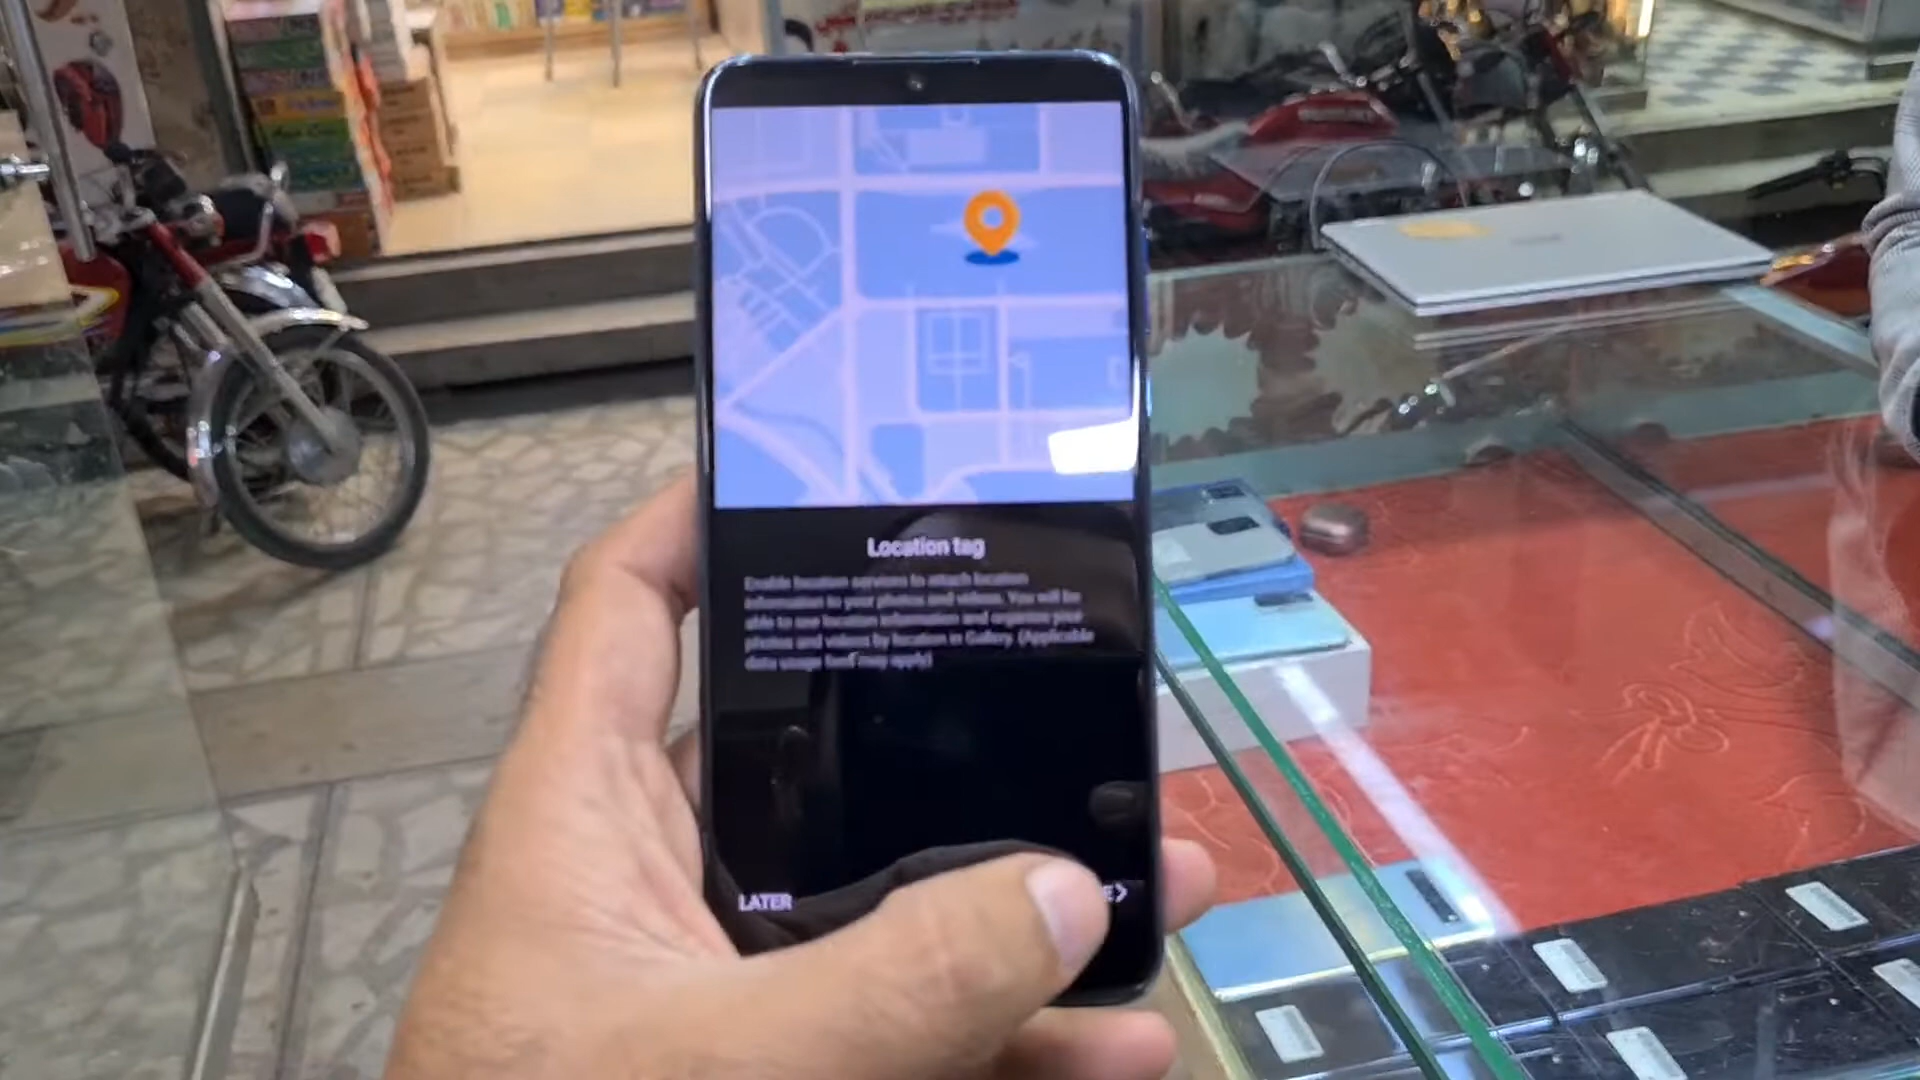 Location tag
Enable location services to attach location
information to your photos and videos. You will be
able to use location information and organize your
photos and videos by location in Gallery. (Applicable
data usage fees may apply)
LATER
E>